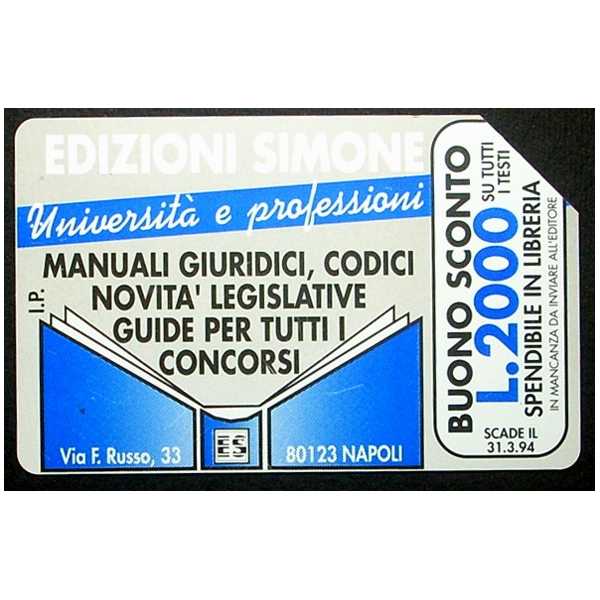 EDIZIONI SIMONE
Università e professioni
MANUALI GIURIDICI, CODICI
NOVITA' LEGISLATIVE
GUIDE PER TUTTI I
CONCORSI
I.P.
ES
Via F. Russo, 33
80123 NAPOLI
BUONO SCONTO
L.2000 SU TUTTI
I TESTI
SPENDIBILE IN LIBRERIA
IN MANCANZA DA INVIARE ALL'EDITORE
SCADE IL
31.3.94